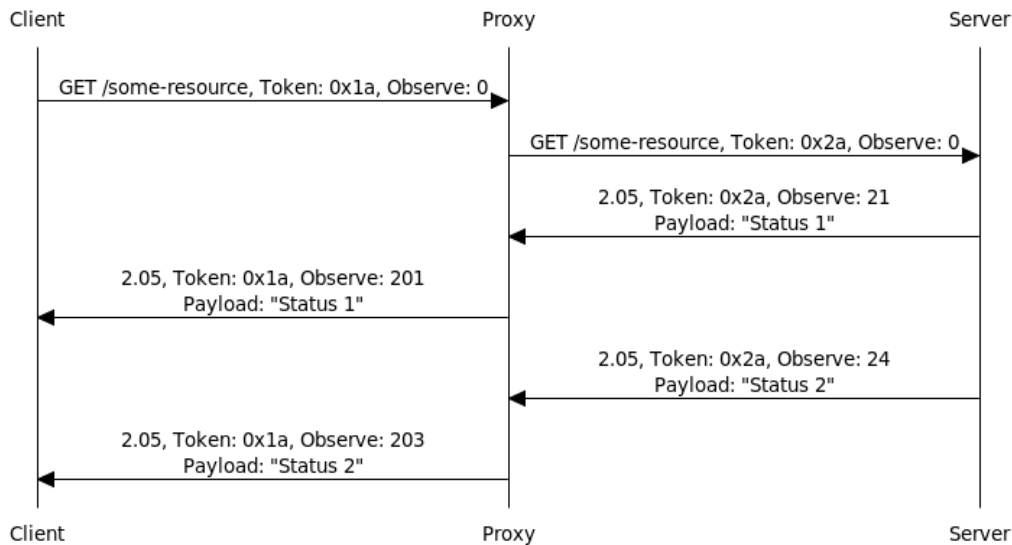 Client Proxy Server
GET /some-resource, Token: 0x1a, Observe: 0
GET /some-resource, Token: 0x2a, Observe: 0
2.05, Token: 0x2a, Observe: 21
Payload: "Status 1"
2.05, Token: 0x1a, Observe: 201
Payload: "Status 1"
2.05, Token: 0x2a, Observe: 24
Payload: "Status 2"
2.05, Token: 0x1a, Observe: 203
Payload: "Status 2"
Client Proxy Server